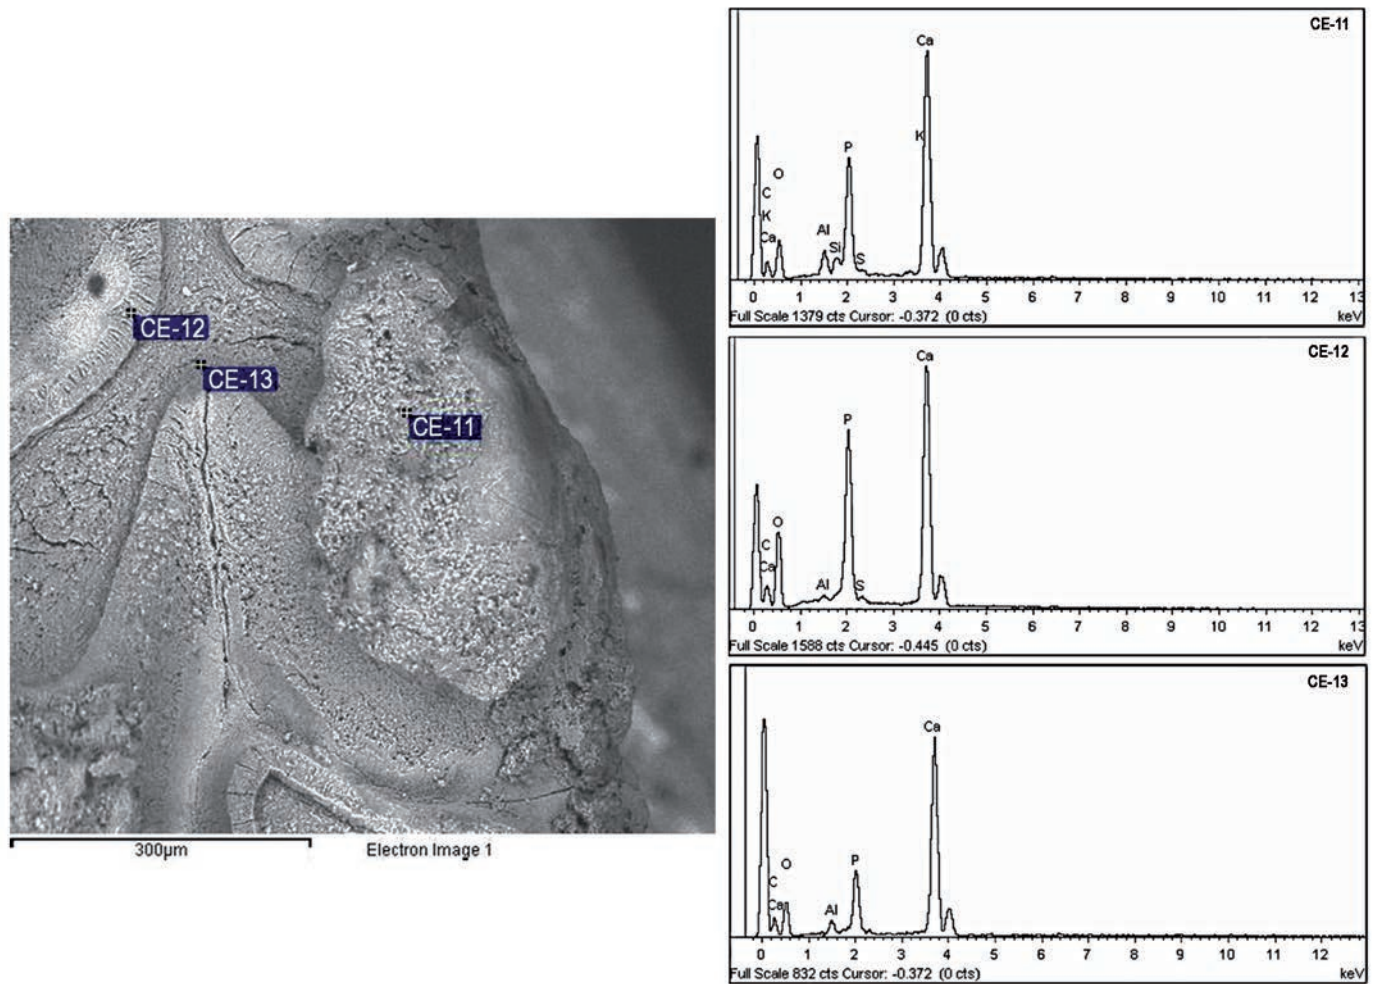 CE-12
CE-13
CE-11
300µm
Electron Image 1
CE-11
Ca
K
P
O
C
K
Ca
Al
Si
S
0 1 2 3 4 5 6 7 8 9 10 11 12 13
Full Scale 1379 cts Cursor: -0.372 (0 cts)
keV
CE-12
Ca
P
O
C
Ca
Al
S
0 1 2 3 4 5 6 7 8 9 10 11 12 13
Full Scale 1588 cts Cursor: -0.445 (0 cts)
keV
CE-13
Ca
P
O
C
Ca
Al
0 1 2 3 4 5 6 7 8 9 10 11 12
Full Scale 832 cts Cursor: -0.372 (0 cts)
keV